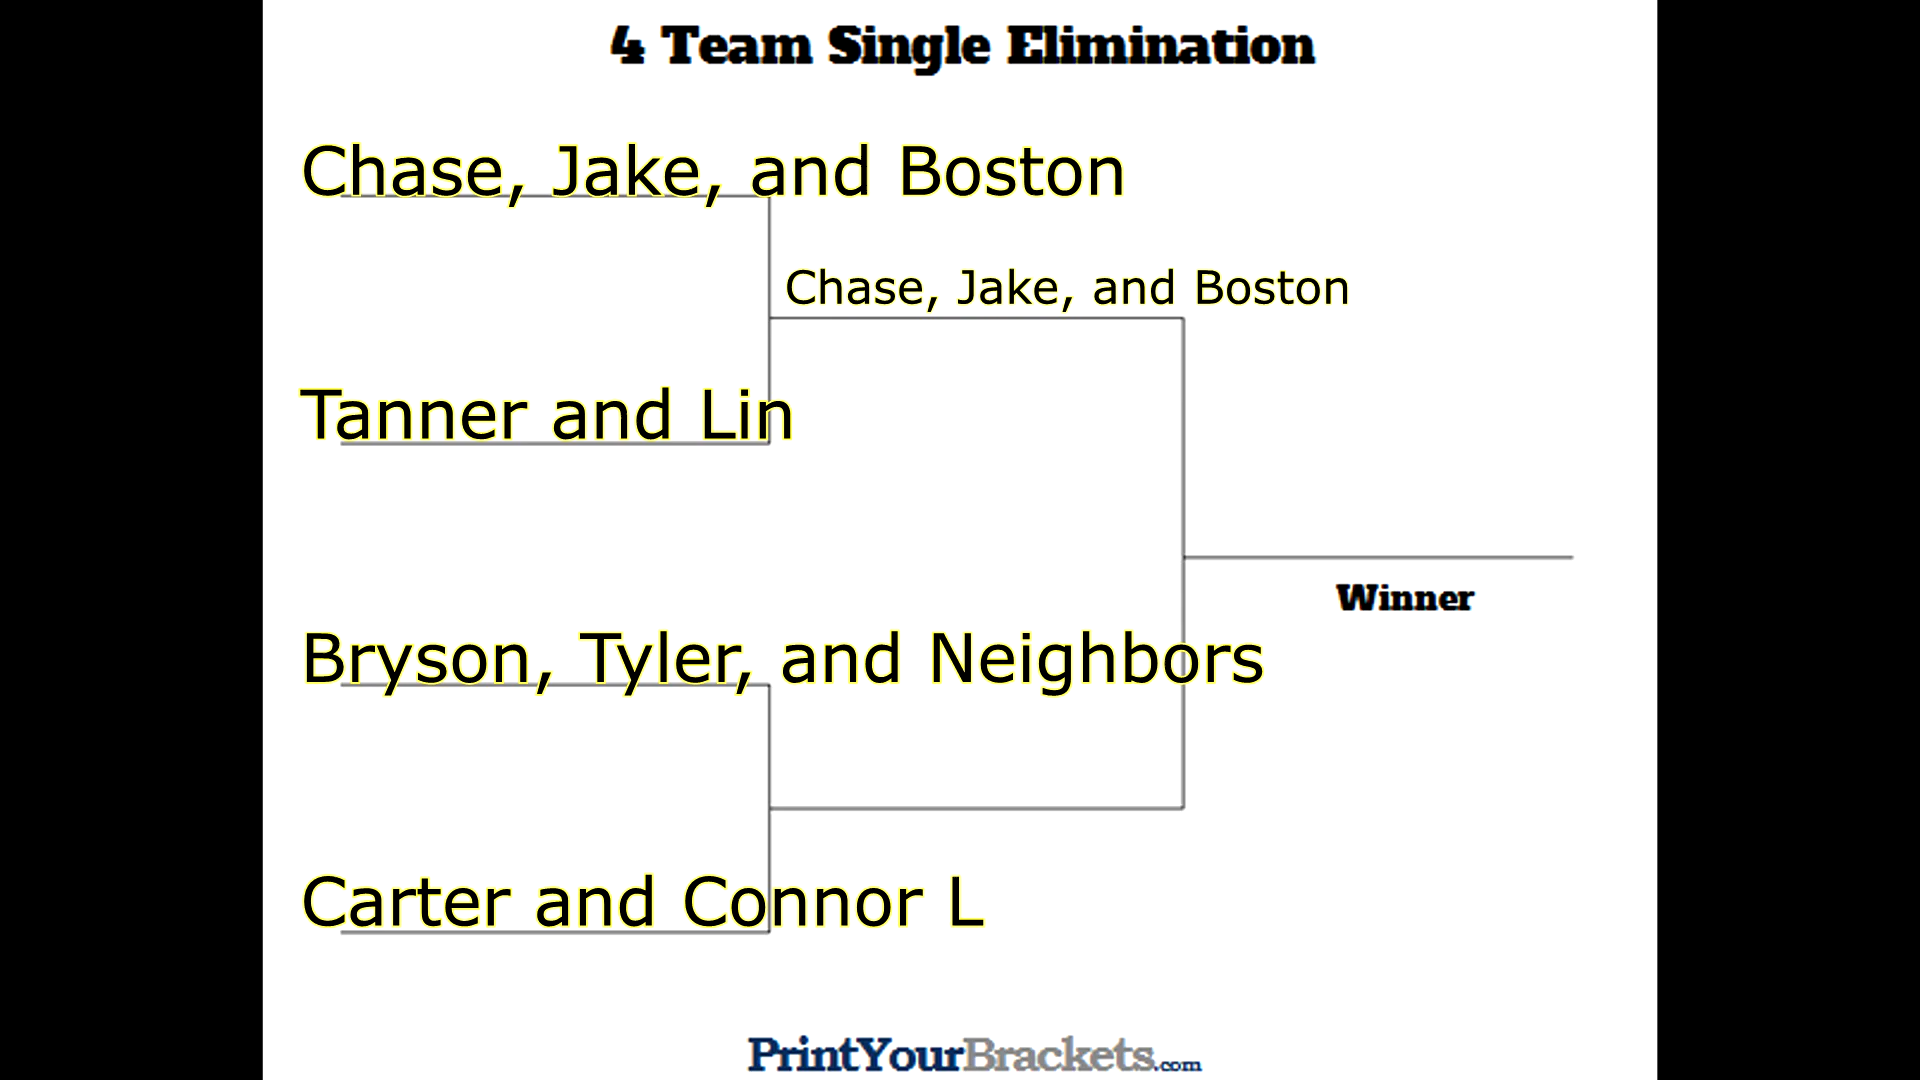 4 Team Single Elimination
Chase, Jake, and Boston
Chase, Jake, and Boston
Tanner and Lin
Winner
Bryson, Tyler, and Neighbors
Carter and Connor L
PrintYourBrackets.com